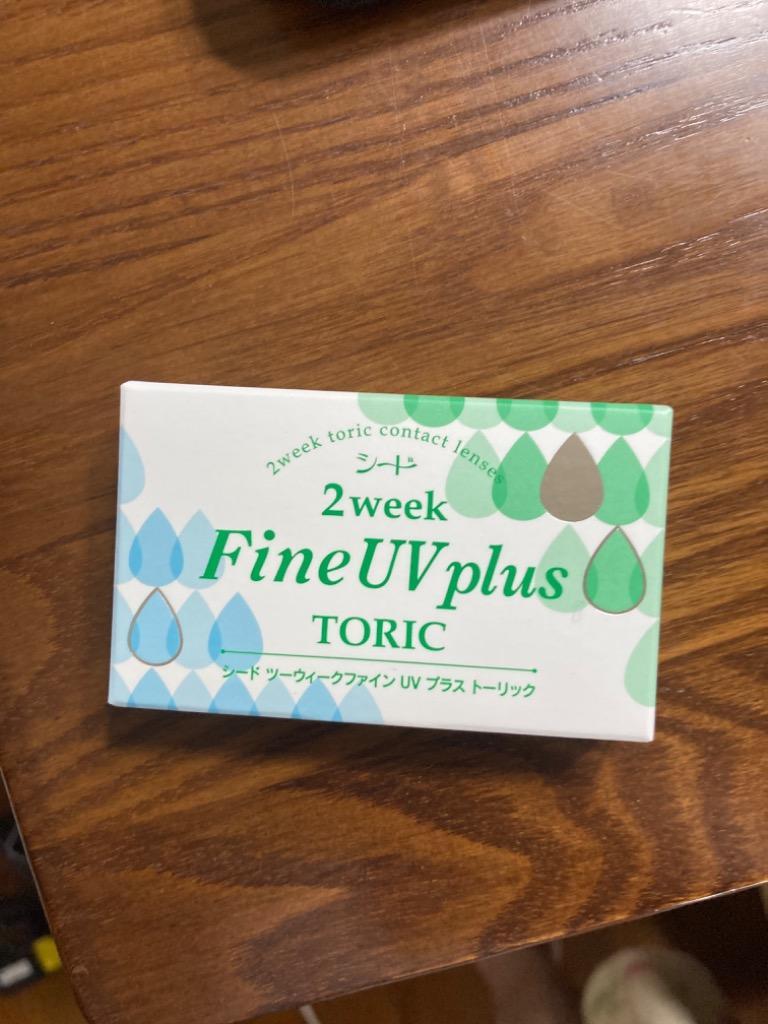 2week toric contact lenses
シード
2week
FineUVplus
TORIC
シード ツーウィークファイン UV プラス トーリック